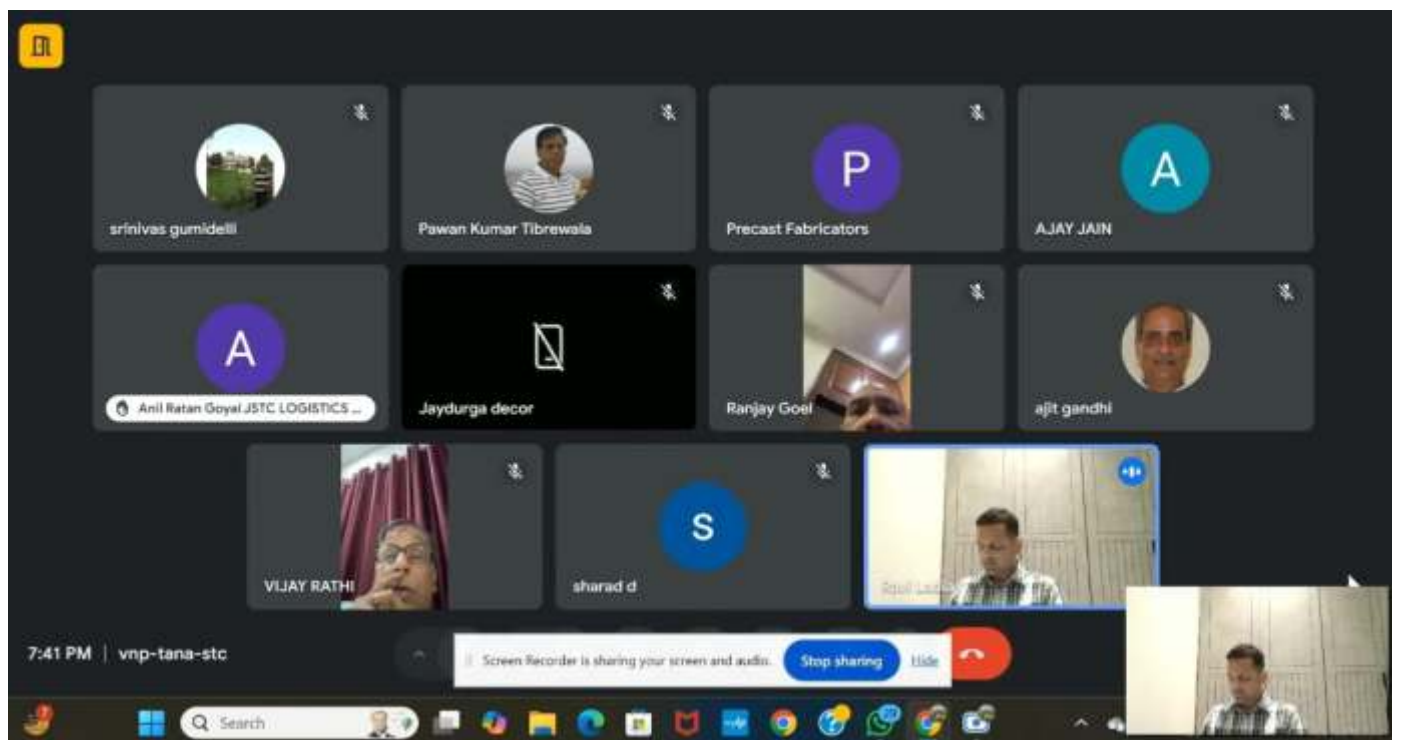 srinivas gumidelli
Pawan Kumar Tibrewala
P
Precast Fabricators
A
AJAY JAIN
A
Anil Ratan Goyal JSTC LOGISTICS ...
Jaydurga decor
Ranjay Goel
ajit gandhi
VIJAY RATHI
S
sharad d
7:41 PM | vnp-tana-stc
Screen Recorder is sharing your screen and audio.
Stop sharing
Hide
Search